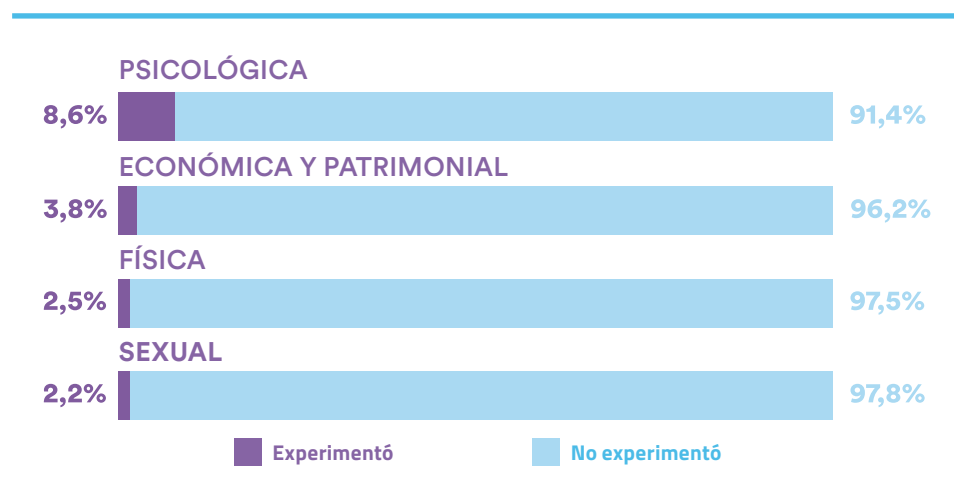 PSICOLÓGICA
8,6% 91,4%
ECONÓMICA Y PATRIMONIAL
3,8% 96,2%
FÍSICA
2,5% 97,5%
SEXUAL
2,2% 97,8%
Experimentó No experimentó